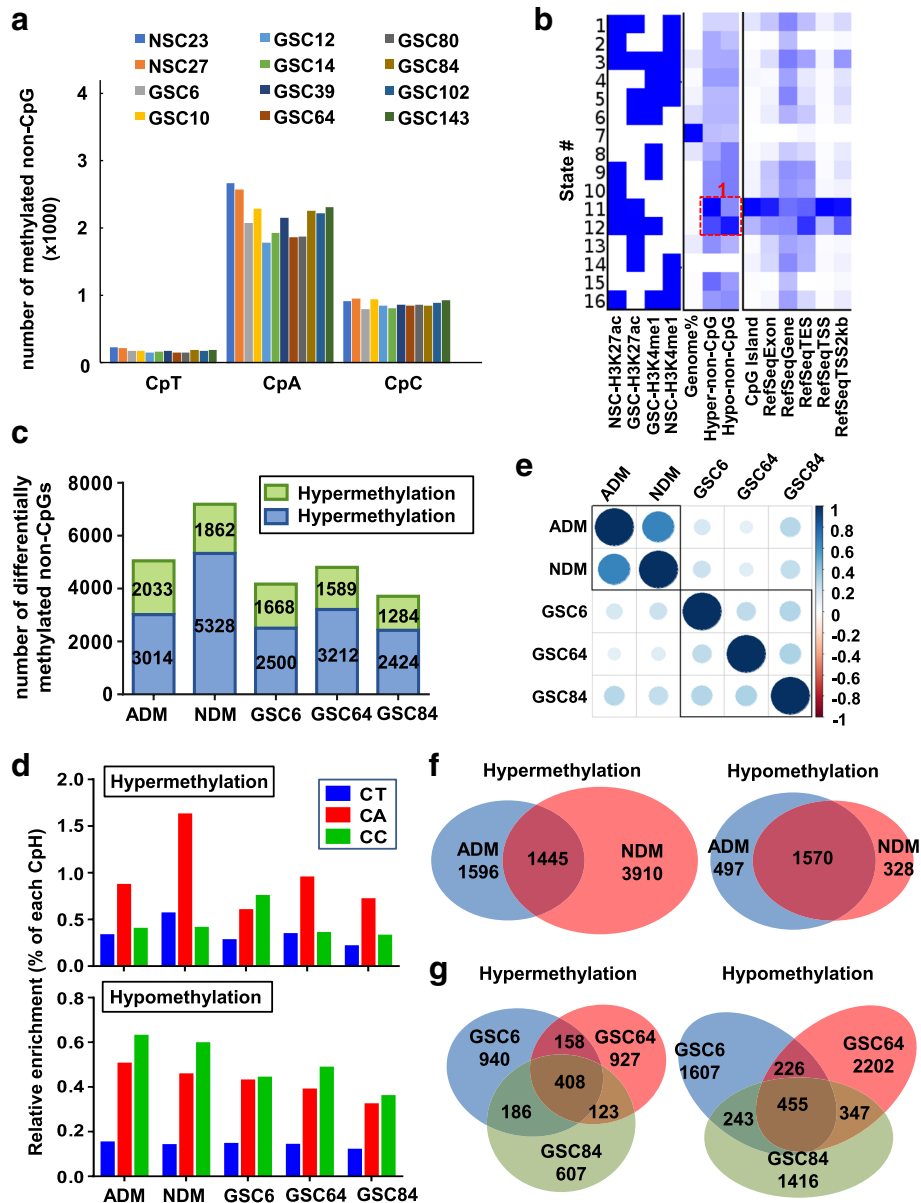 a
NSC23
NSC27
GSC6
GSC10
GSC12
GSC14
GSC39
GSC64
GSC80
GSC84
GSC102
GSC143
number of methylated non-CpG
(x1000)
4
3
2
1
0
CpT
CpA
CpC
b
State #
1
2
3
4
5
6
7
8
9
10
11
12
13
14
15
16
1
NSC-H3K27ac
GSC-H3K27ac
GSC-H3K4me1
NSC-H3K4me1
Genome%
Hyper-non-CpG
Hypo-non-CpG
CpG Island
RefSeqExon
RefSeqGene
RefSeqTES
RefSeqTSS
RefSeqTSS2kb
c
number of differentially
methylated non-CpGs
8000
6000
4000
2000
0
Hypermethylation
Hypermethylation
2033
3014
1862
5328
1668
2500
1589
3212
1284
2424
ADM
NDM
GSC6
GSC64
GSC84
e
ADM
NDM
GSC6
GSC64
GSC84
ADM
NDM
GSC6
GSC64
GSC84
1
0.8
0.6
0.4
0.2
0
-0.2
-0.4
-0.6
-0.8
-1
d
Relative enrichment (% of each CpH)
2.0
1.5
1.0
0.5
0.0
Hypermethylation
CT
CA
CC
0.8
0.6
0.4
0.2
0.0
Hypomethylation
ADM
NDM
GSC6
GSC64
GSC84
f
Hypermethylation
ADM
1596
1445
NDM
3910
Hypomethylation
ADM
497
1570
NDM
328
g
Hypermethylation
GSC6
940
158
GSC64
927
408
186
123
GSC84
607
Hypomethylation
GSC6
1607
226
GSC64
2202
455
243
347
GSC84
1416